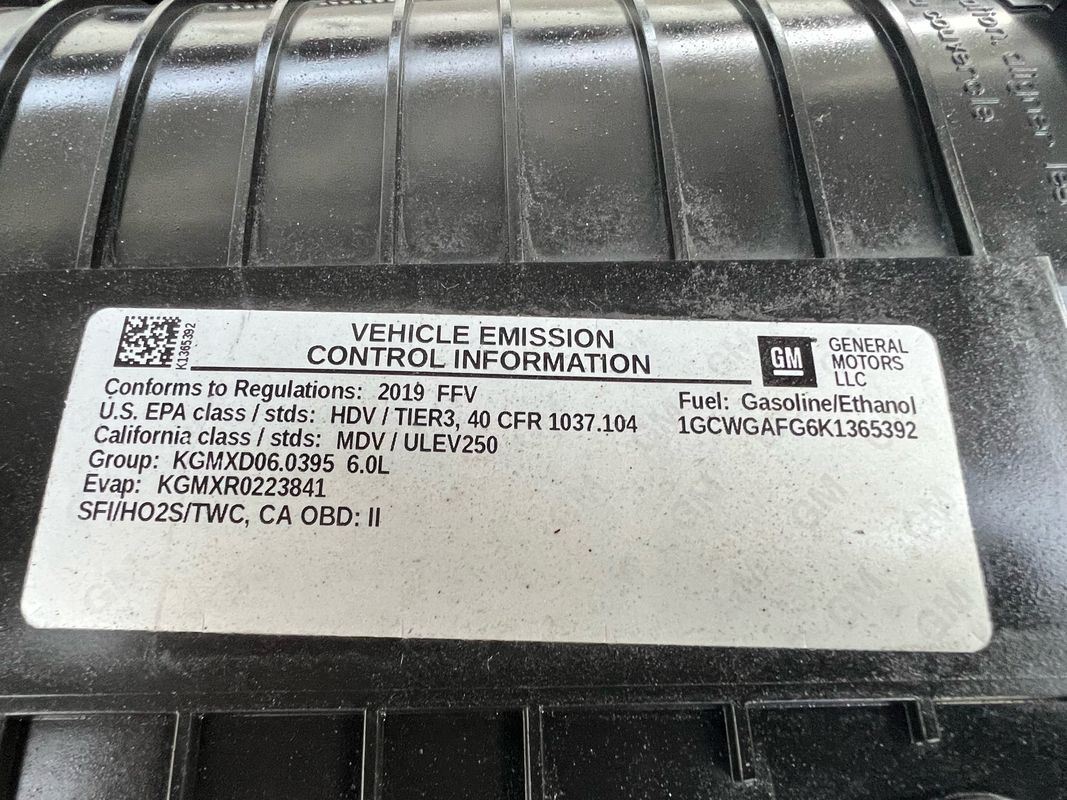 couvercle
VEHICLE EMISSION
CONTROL INFORMATION
K1365392
GM
GENERAL
MOTORS
LLC
Conforms to Regulations: 2019 FFV
U.S. EPA class / stds: HDV / TIER3, 40 CFR 1037.104
California class / stds: MDV / ULEV250
Group: KGMXD06.0395 6.0L
Evap: KGMXR0223841
SFI/HO2S/TWC, CA OBD: II
Fuel: Gasoline/Ethanol
1GCWGAFG6K1365392